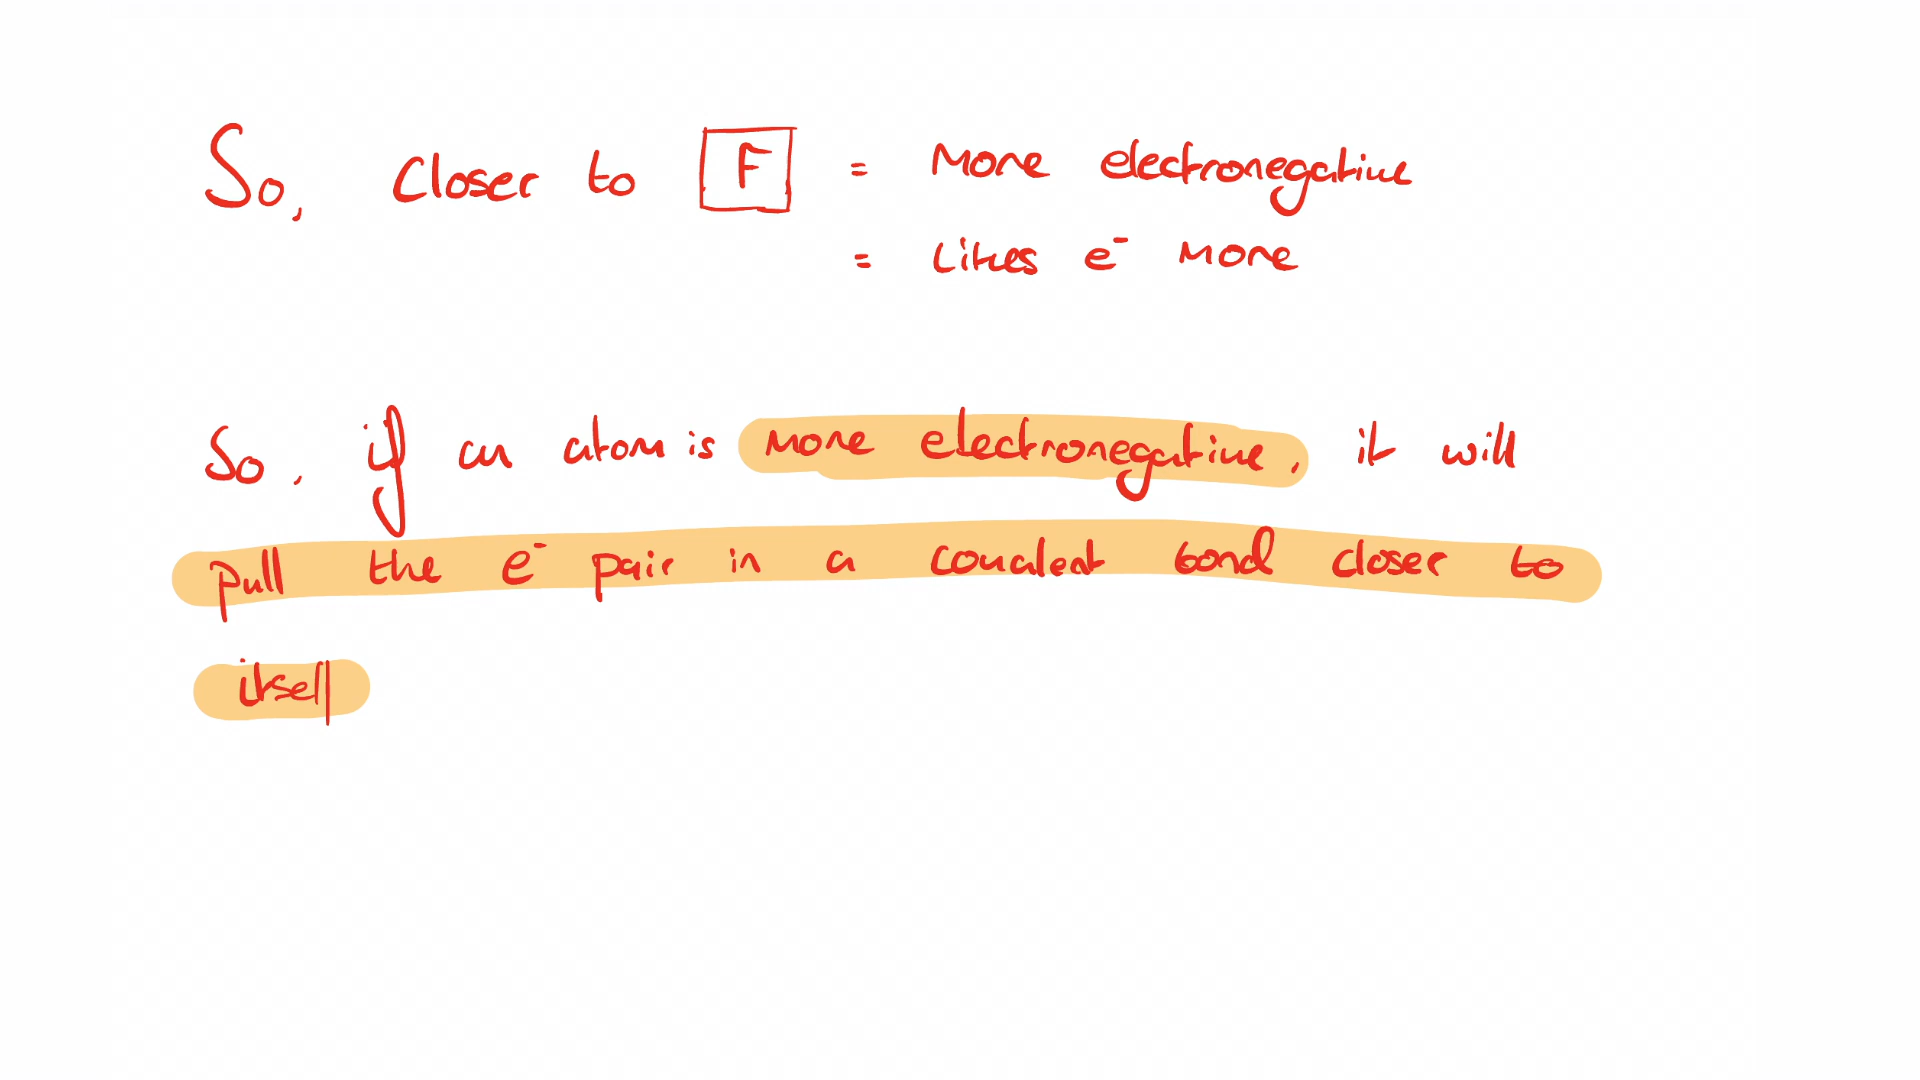 So, closer to F = more electronegative
= likes e⁻ more
So, if an atom is more electronegative, it will
pull the e⁻ pair in a covalent bond closer to
itself